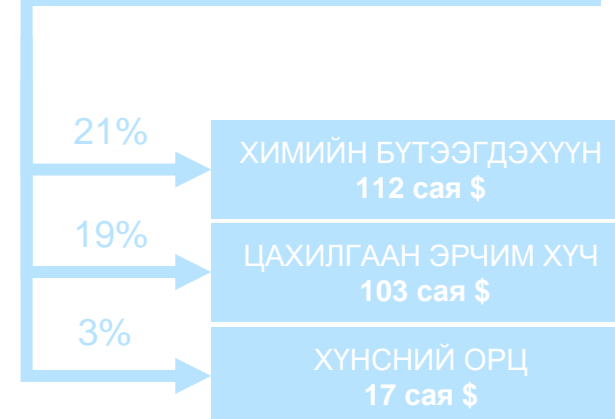 21%
ХИМИЙН БҮТЭЭГДЭХҮҮН
112 сая $
19%
ЦАХИЛГААН ЭРЧИМ ХҮЧ
103 сая $
3%
ХҮНСНИЙ ОРЦ
17 сая $